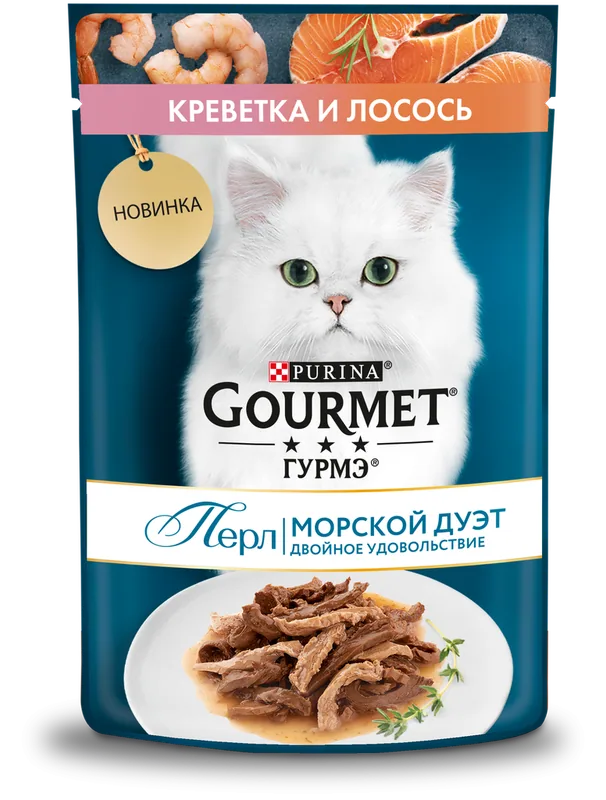 КРЕВЕТКА И ЛОСОСЬ
НОВИНКА
PURINA®
GOURMET®
ГУРМЭ®
Перл
МОРСКОЙ ДУЭТ
ДВОЙНОЕ УДОВОЛЬСТВИЕ